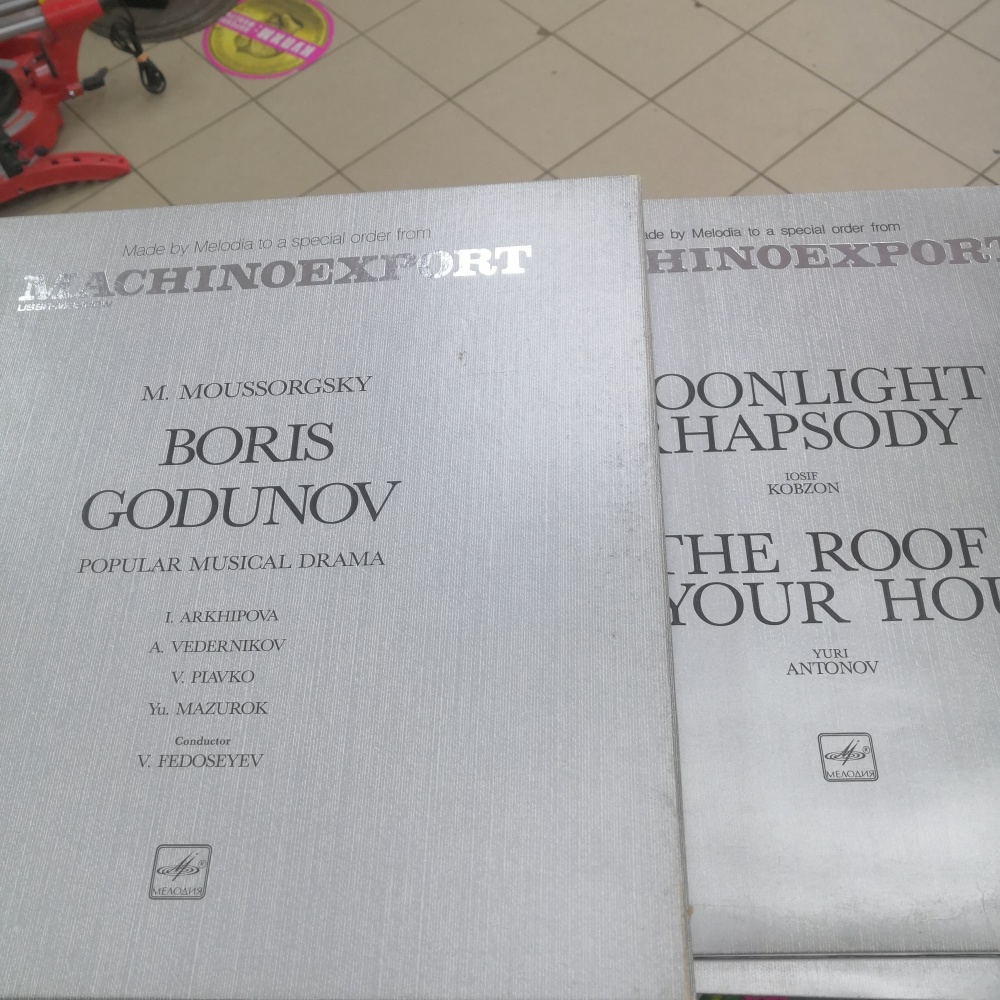 Made by Melodia to a special order from
MACHINOEXPORT
USSR-MOSCOW
M. MOUSSORGSKY
BORIS
GODUNOV
POPULAR MUSICAL DRAMA
I. ARKHIPOVA
A. VEDERNIKOV
V. PIAVKO
Yu. MAZUROK
Conductor
V. FEDOSEYEV
МЕЛОДИЯ
by Melodia to a special order from
HINOEXPORT
OONLIGHT
RHAPSODY
IOSIF
KOBZON
THE ROOF
YOUR HOU
YURI
ANTONOV
МЕЛОДИЯ